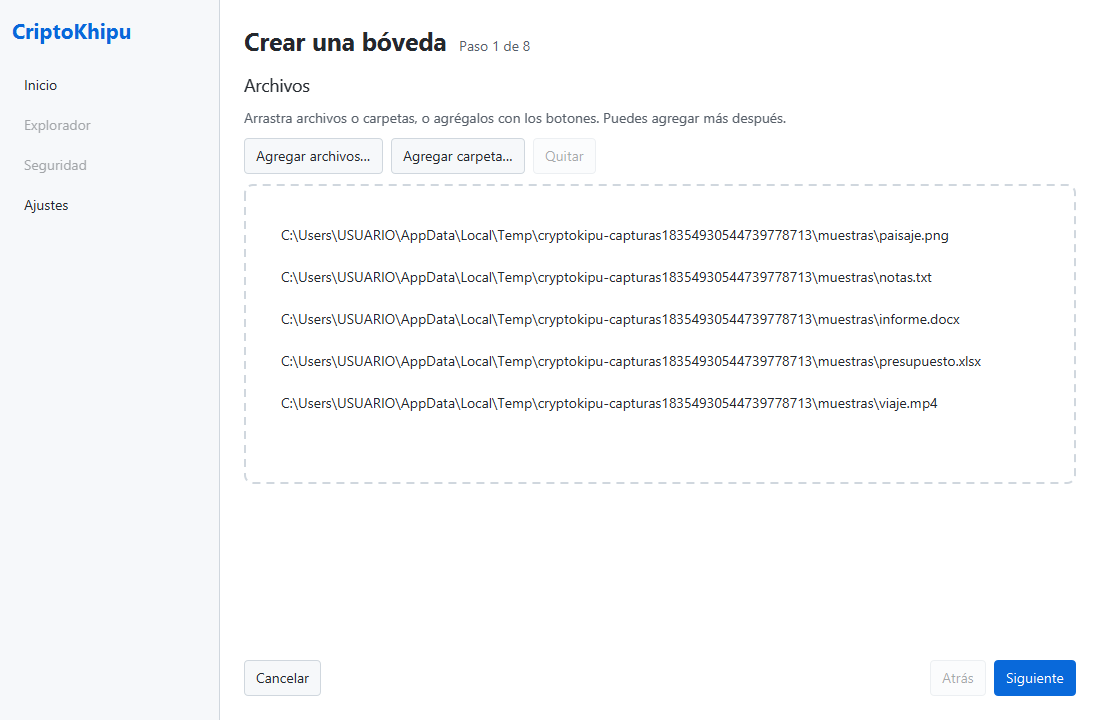 CriptoKhipu
Inicio
Explorador
Seguridad
Ajustes
Crear una bóveda Paso 1 de 8
Archivos
Arrastra archivos o carpetas, o agrégalos con los botones. Puedes agregar más después.
Agregar archivos... Agregar carpeta... Quitar
C:\Users\USUARIO\AppData\Local\Temp\cryptokipu-capturas18354930544739778713\muestras\paisaje.png
C:\Users\USUARIO\AppData\Local\Temp\cryptokipu-capturas18354930544739778713\muestras\notas.txt
C:\Users\USUARIO\AppData\Local\Temp\cryptokipu-capturas18354930544739778713\muestras\informe.docx
C:\Users\USUARIO\AppData\Local\Temp\cryptokipu-capturas18354930544739778713\muestras\presupuesto.xlsx
C:\Users\USUARIO\AppData\Local\Temp\cryptokipu-capturas18354930544739778713\muestras\viaje.mp4
Cancelar Atrás Siguiente